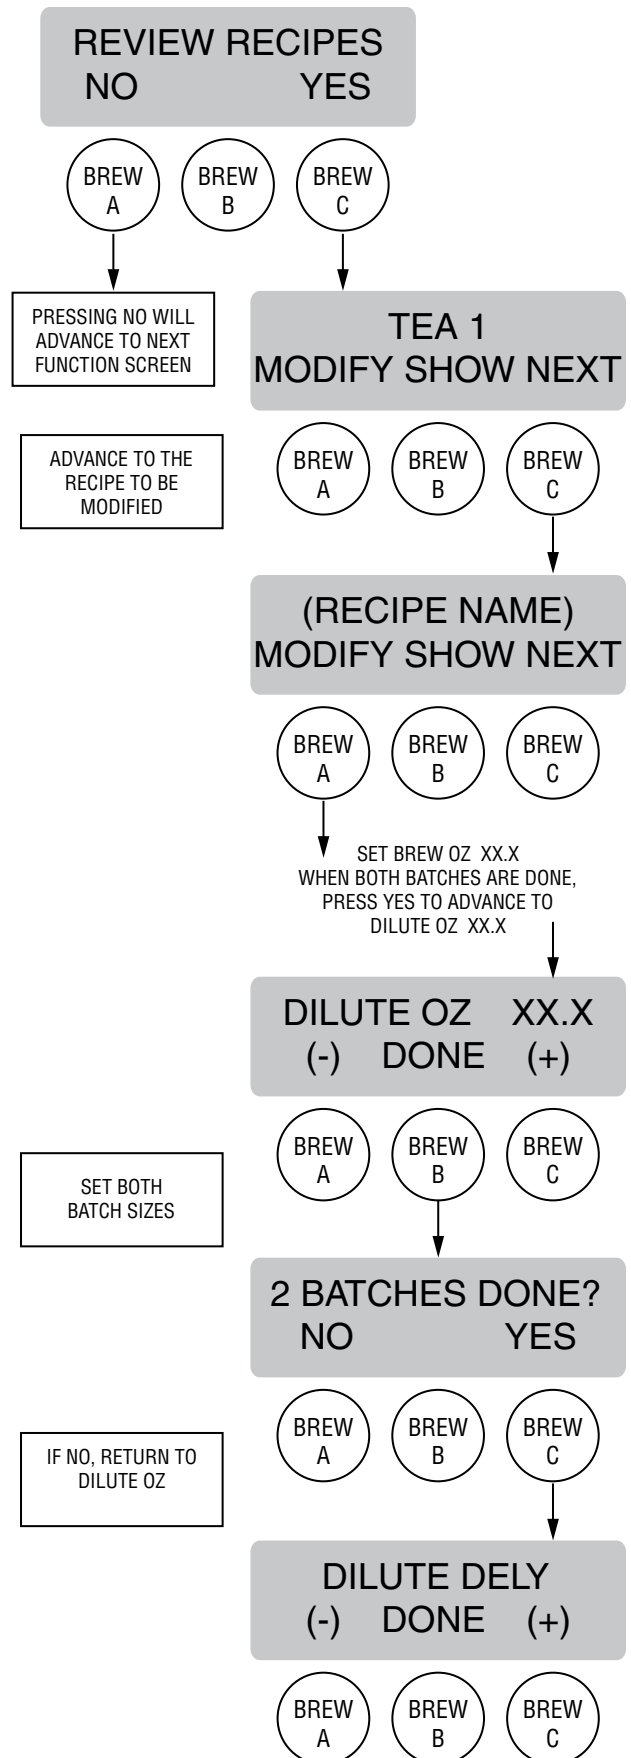 REVIEW RECIPES
NO YES
BREW A
BREW B
BREW C
PRESSING NO WILL
ADVANCE TO NEXT
FUNCTION SCREEN
TEA 1
MODIFY SHOW NEXT
ADVANCE TO THE
RECIPE TO BE
MODIFIED
BREW A
BREW B
BREW C
(RECIPE NAME)
MODIFY SHOW NEXT
BREW A
BREW B
BREW C
SET BREW OZ XX.X
WHEN BOTH BATCHES ARE DONE,
PRESS YES TO ADVANCE TO
DILUTE OZ XX.X
DILUTE OZ XX.X
(-) DONE (+)
BREW A
BREW B
BREW C
SET BOTH
BATCH SIZES
2 BATCHES DONE?
NO YES
BREW A
BREW B
BREW C
IF NO, RETURN TO
DILUTE OZ
DILUTE DELY
(-) DONE (+)
BREW A
BREW B
BREW C